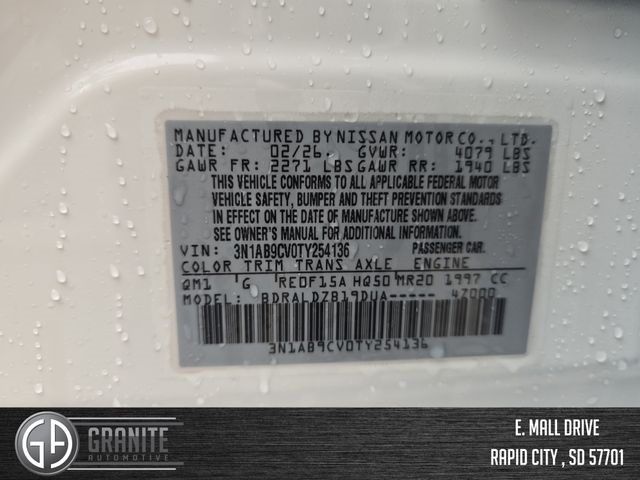 MANUFACTURED BY NISSAN MOTOR CO., LTD.
DATE: 02/26 GVWR: 4079 LBS
GAWR FR: 2271 LBS GAWR RR: 1940 LBS
THIS VEHICLE CONFORMS TO ALL APPLICABLE FEDERAL MOTOR
VEHICLE SAFETY, BUMPER AND THEFT PREVENTION STANDARDS
IN EFFECT ON THE DATE OF MANUFACTURE SHOWN ABOVE.
SEE OWNER'S MANUAL FOR ADDITIONAL INFORMATION
VIN: 3N1AB9CV0TY254136 PASSENGER CAR.
COLOR TRIM TRANS AXLE ENGINE
QM1 G RE0F15A HQ50 MR20 1997 CC
MODEL: BDRALDZB19DUA----- 4Z000
3N1AB9CV0TY254136
GA GRANITE
AUTOMOTIVE
E. MALL DRIVE
RAPID CITY , SD 57701